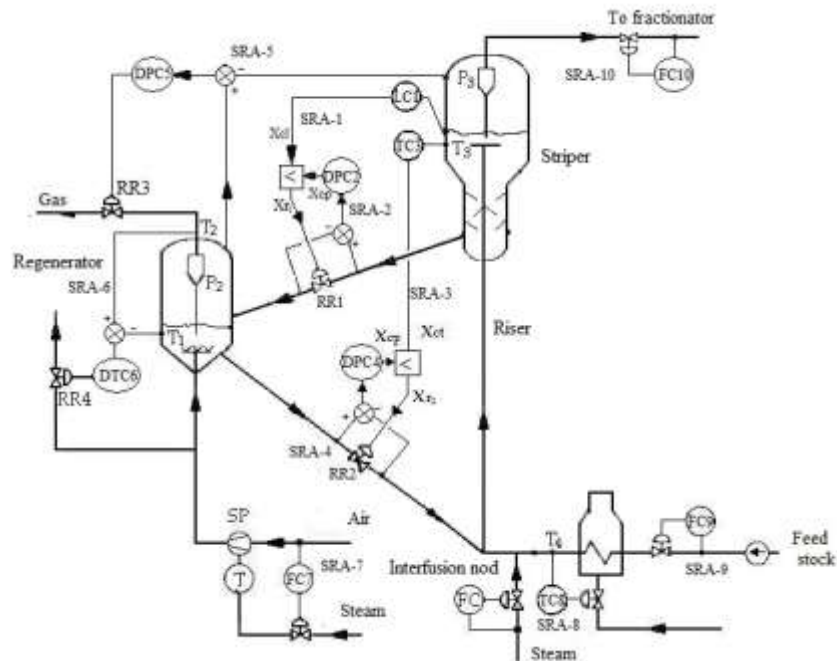 To fractionator
SRA-5
DPC5
P3
SRA-10
FC10
LC1
SRA-1
Xcl
TC3
T3
Striper
DPC2
<
Xcp
RR3
Xr1
SRA-2
Gas
T2
Regenerator
P2
SRA-6
RR1
SRA-3
Riser
T1
Xcp
Xct
DPC4
<
DTC6
Xr2
RR4
SRA-4
RR2
SP
Air
T4
FC9
Feed
stock
Interfusion nod
SRA-7
SRA-9
T
FC7
FC
TC8
Steam
SRA-8
Steam